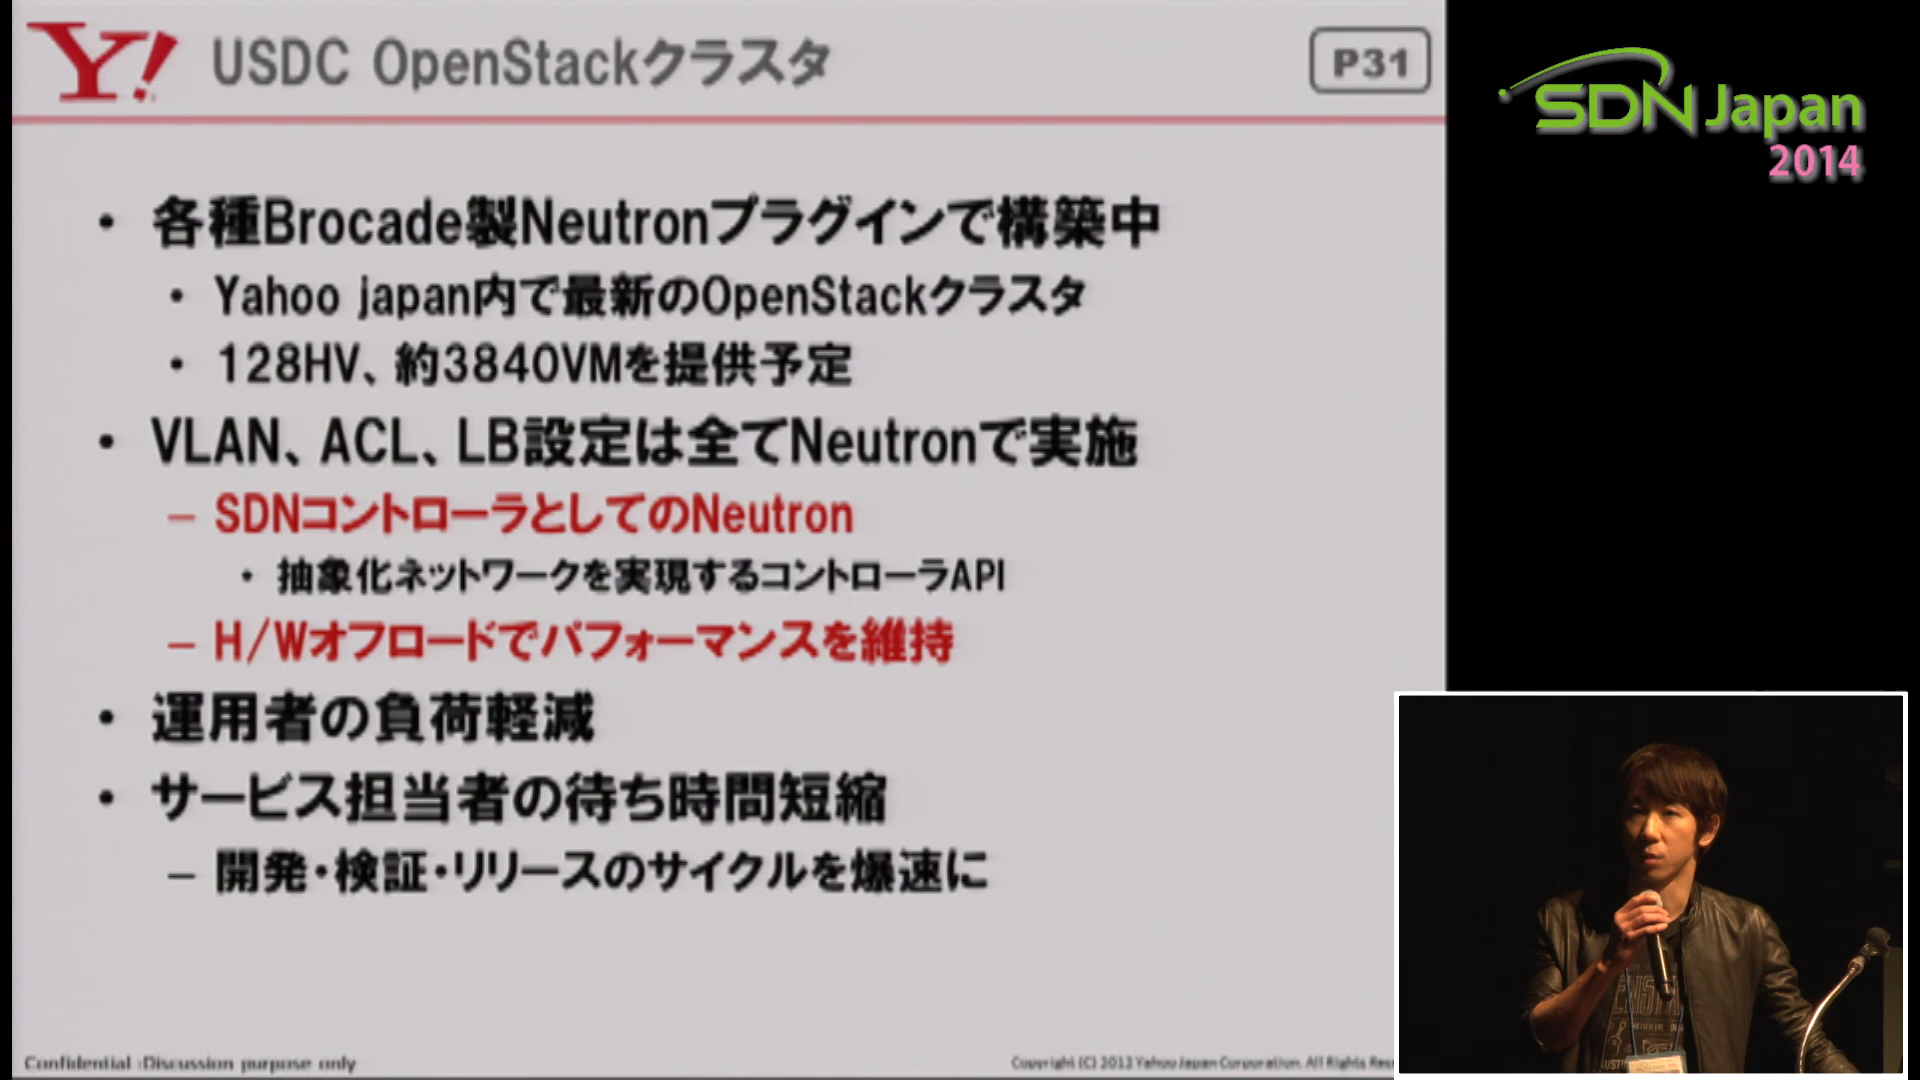 Y! USDC OpenStackクラスタ
P31
SDN Japan
2014
・ 各種Brocade製Neutronプラグインで構築中
・ Yahoo japan内で最新のOpenStackクラスタ
・ 128HV、約3840VMを提供予定
・ VLAN、ACL、LB設定は全てNeutronで実施
– SDNコントローラとしてのNeutron
・ 抽象化ネットワークを実現するコントローラAPI
– H/Wオフロードでパフォーマンスを維持
・ 運用者の負荷軽減
・ サービス担当者の待ち時間短縮
– 開発・検証・リリースのサイクルを爆速に
Confidential :Discussion purpose only
Copyright (C) 2012 Yahoo Japan Corporation. All Rights